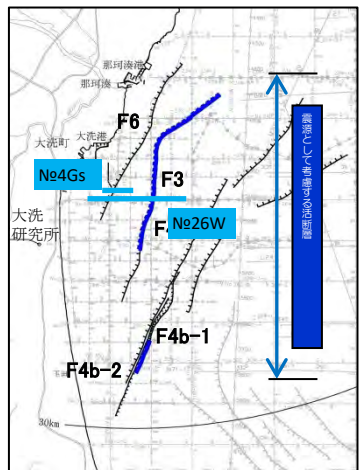 那珂湊港
那珂湊
F6
大洗港
大洗町
F3
№4Gs
大洗
研究所
F4
№26W
震源として考慮する活断層
F4b-1
F4b-2
30km